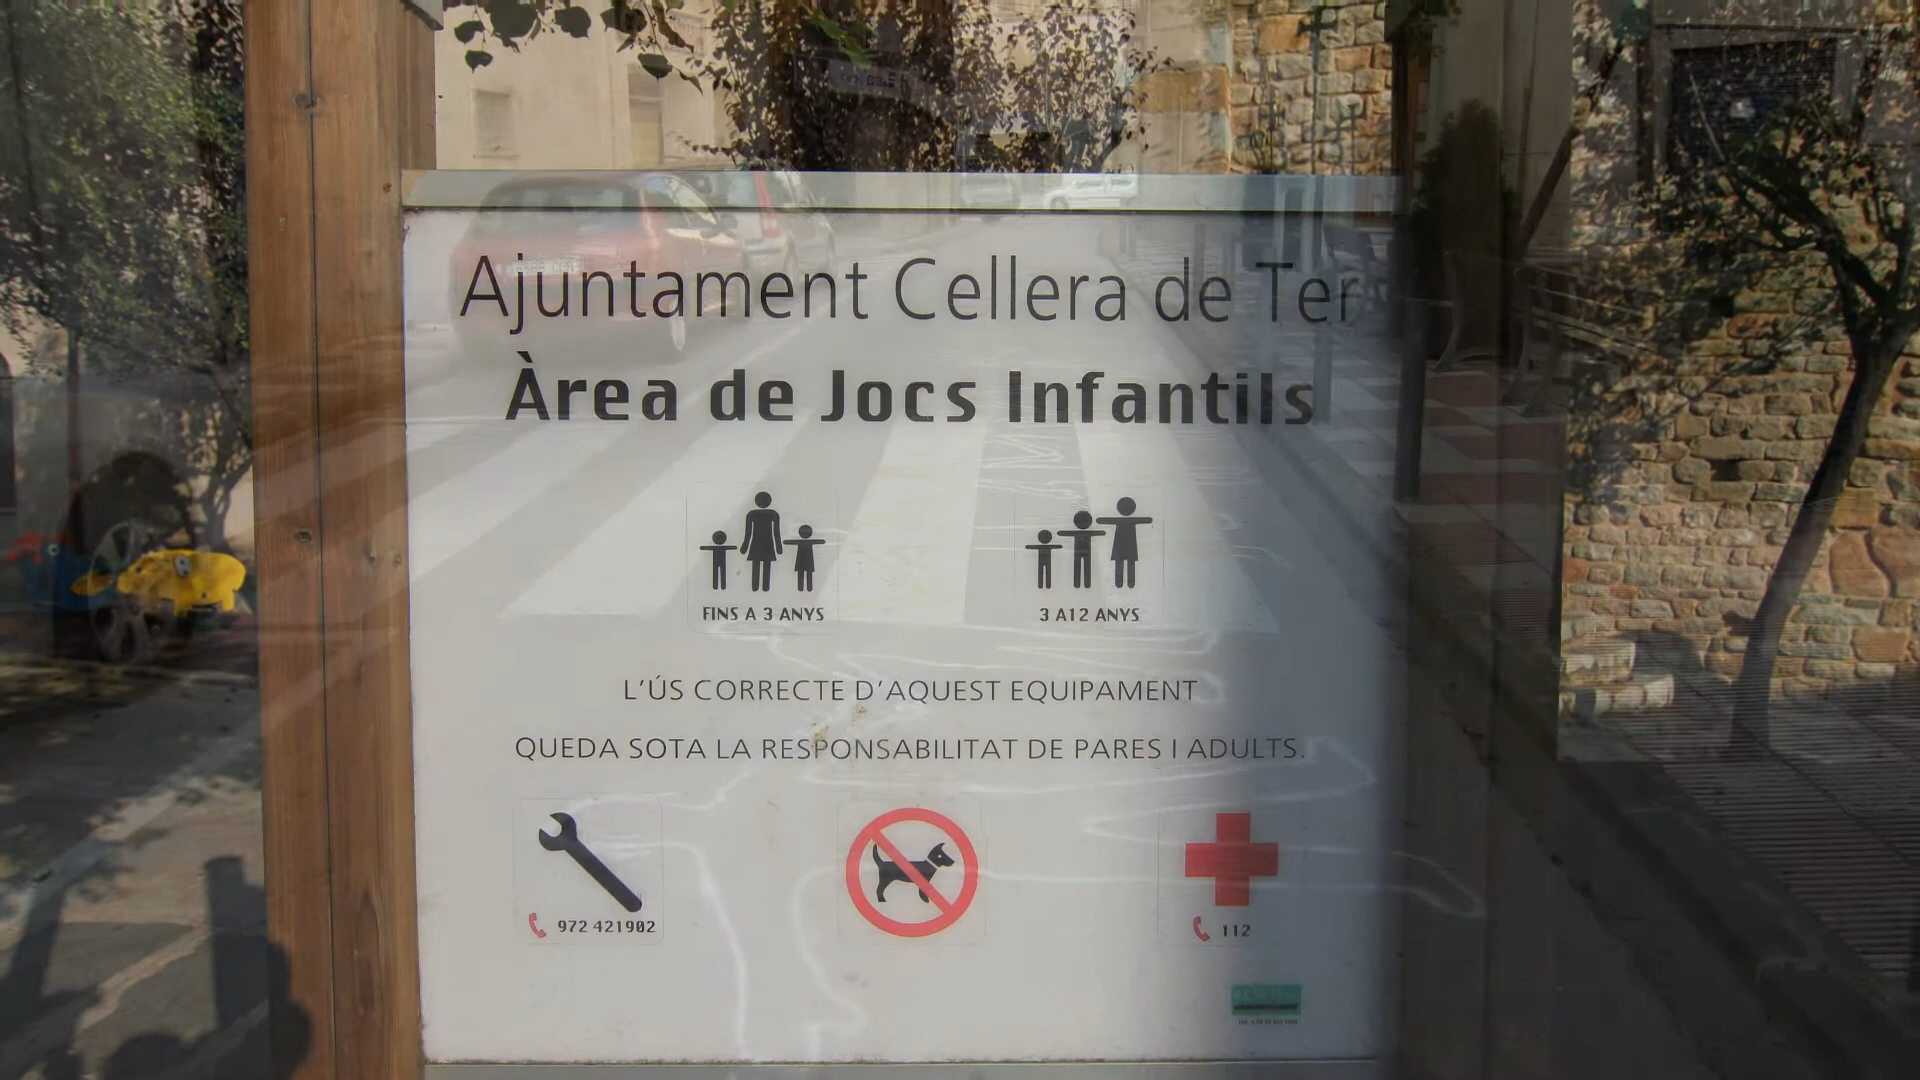 Ajuntament Cellera de Ter
Àrea de Jocs Infantils
FINS A 3 ANYS
3 A12 ANYS
L'ÚS CORRECTE D'AQUEST EQUIPAMENT
QUEDA SOTA LA RESPONSABILITAT DE PARES I ADULTS.
972 421902
112